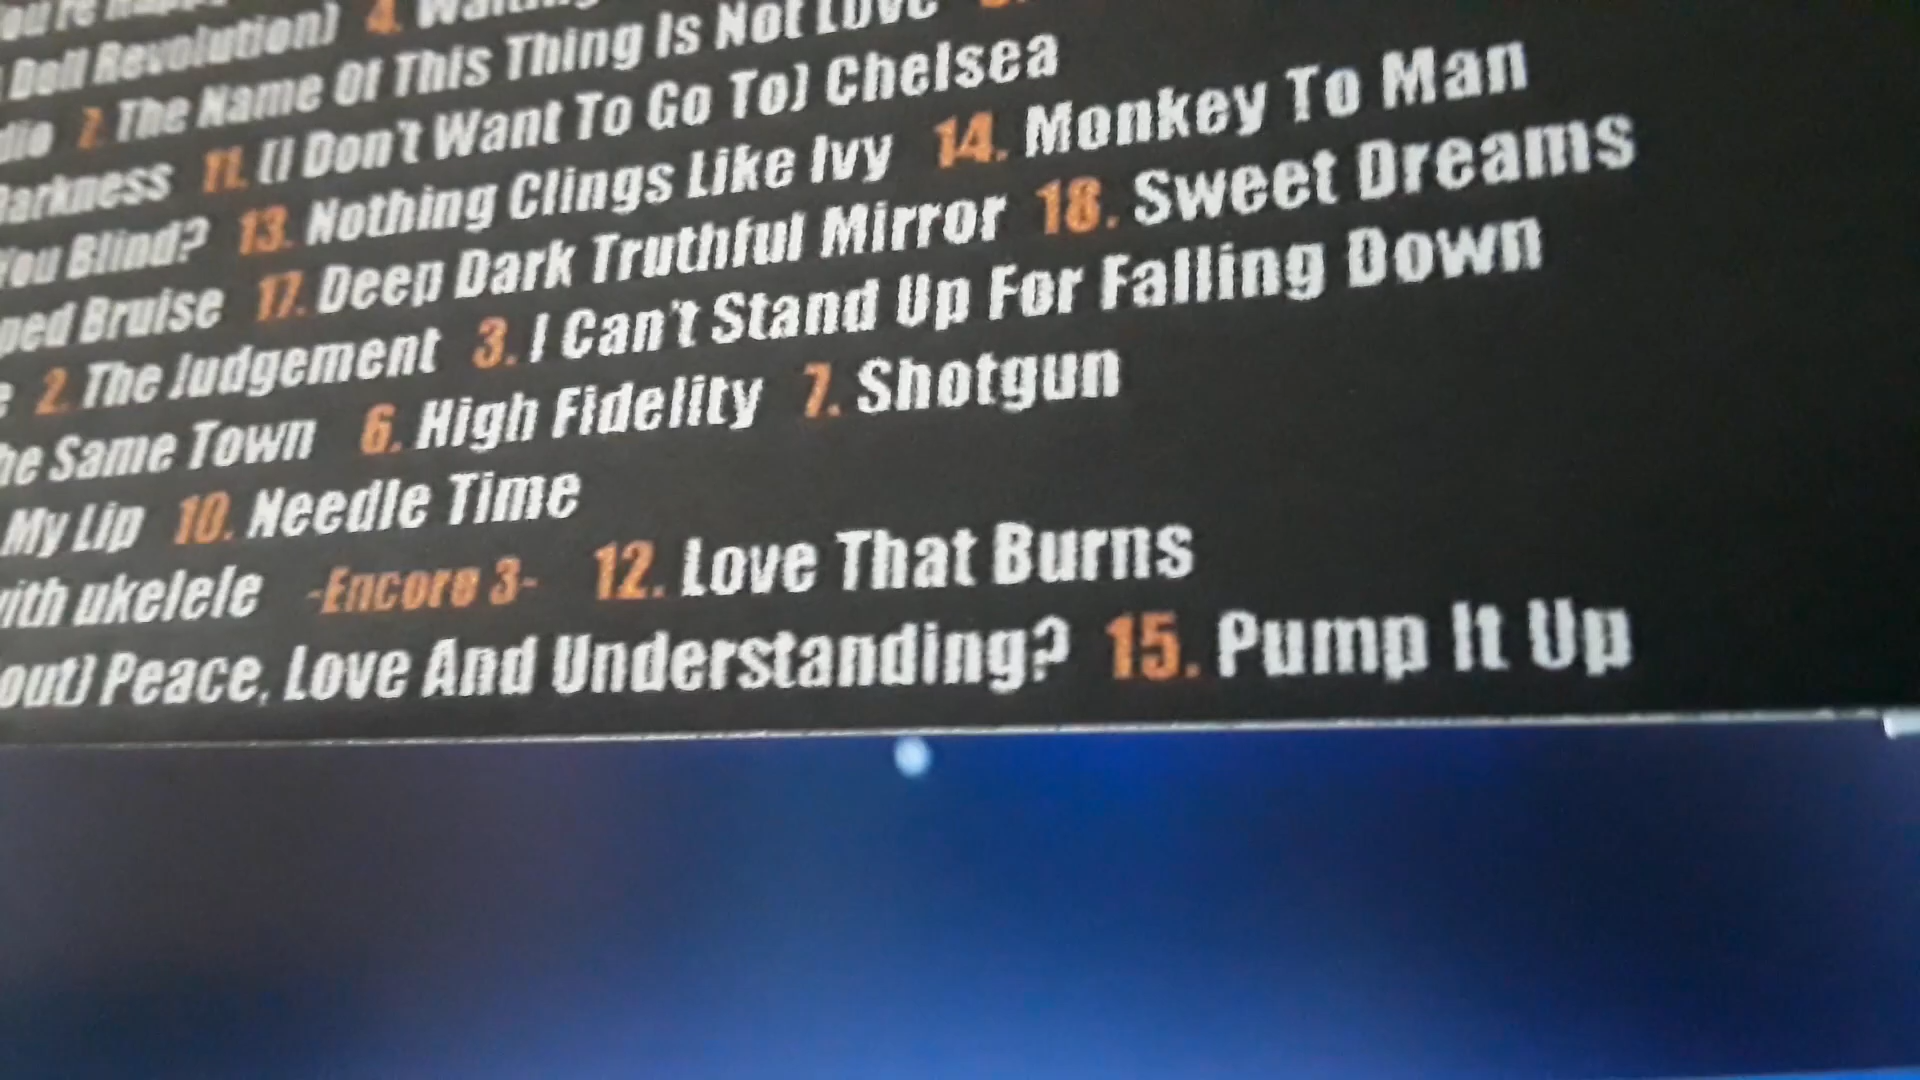 Doll Revolution) 4.
7. The Name Of This Thing Is Not Love
Darkness 11. (I Don't Want To Go To) Chelsea
You Blind? 13. Nothing Clings Like Ivy 14. Monkey To Man
Bruise 17. Deep Dark Truthful Mirror 18. Sweet Dreams
2. The Judgement 3. I Can't Stand Up For Falling Down
he Same Town 6. High Fidelity 7. Shotgun
My Lip 10. Needle Time
with ukelele -Encore 3- 12. Love That Burns
out) Peace, Love And Understanding? 15. Pump It Up